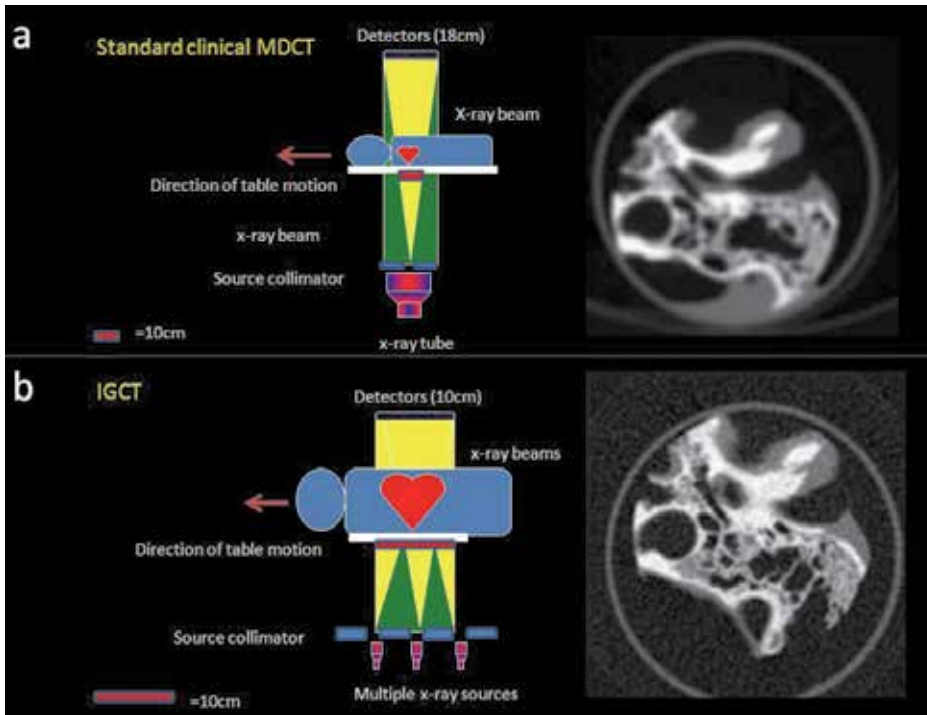 a
Standard clinical MDCT
Detectors (18cm)
X-ray beam
Direction of table motion
x-ray beam
Source collimator
=10cm
x-ray tube
b
IGCT
Detectors (10cm)
x-ray beams
Direction of table motion
Source collimator
=10cm
Multiple x-ray sources